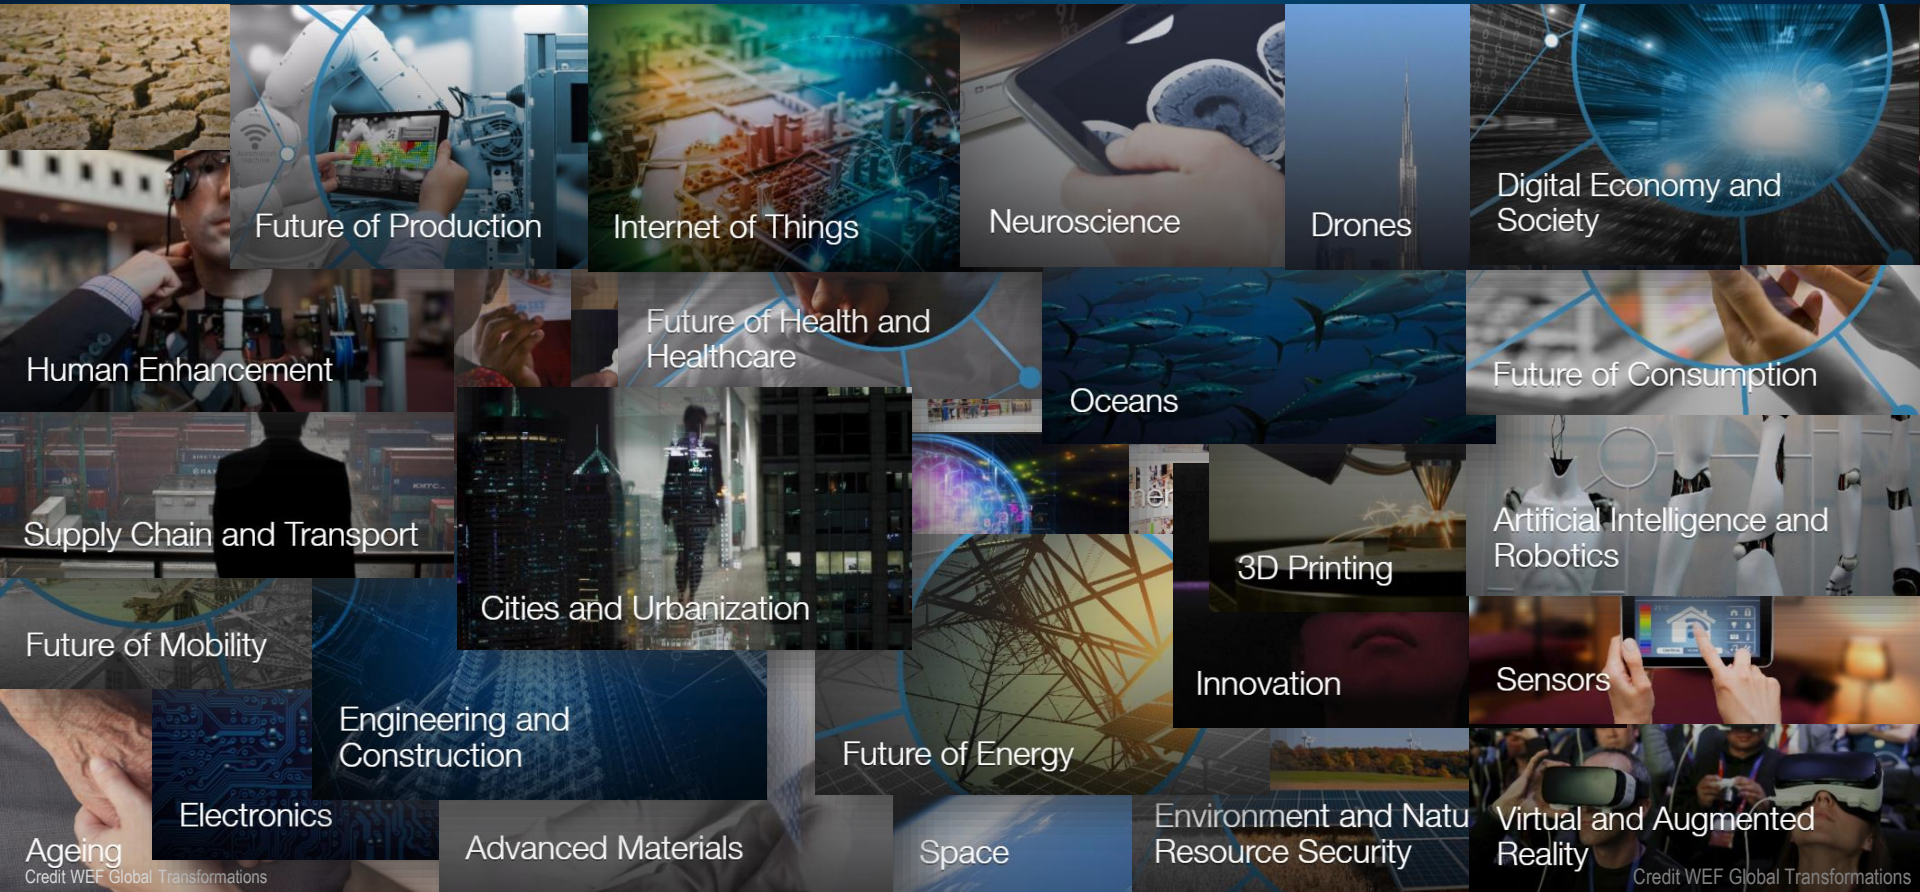 Future of Production
Internet of Things
Neuroscience
Drones
Digital Economy and
Society
Human Enhancement
Future of Health and
Healthcare
Oceans
Future of Consumption
Supply Chain and Transport
Cities and Urbanization
3D Printing
Artificial Intelligence and
Robotics
Future of Mobility
Engineering and
Construction
Future of Energy
Innovation
Sensors
Electronics
Ageing
Credit WEF Global Transformations
Advanced Materials
Space
Environment and Natu
Resource Security
Virtual and Augmented
Reality
Credit WEF Global Transformations